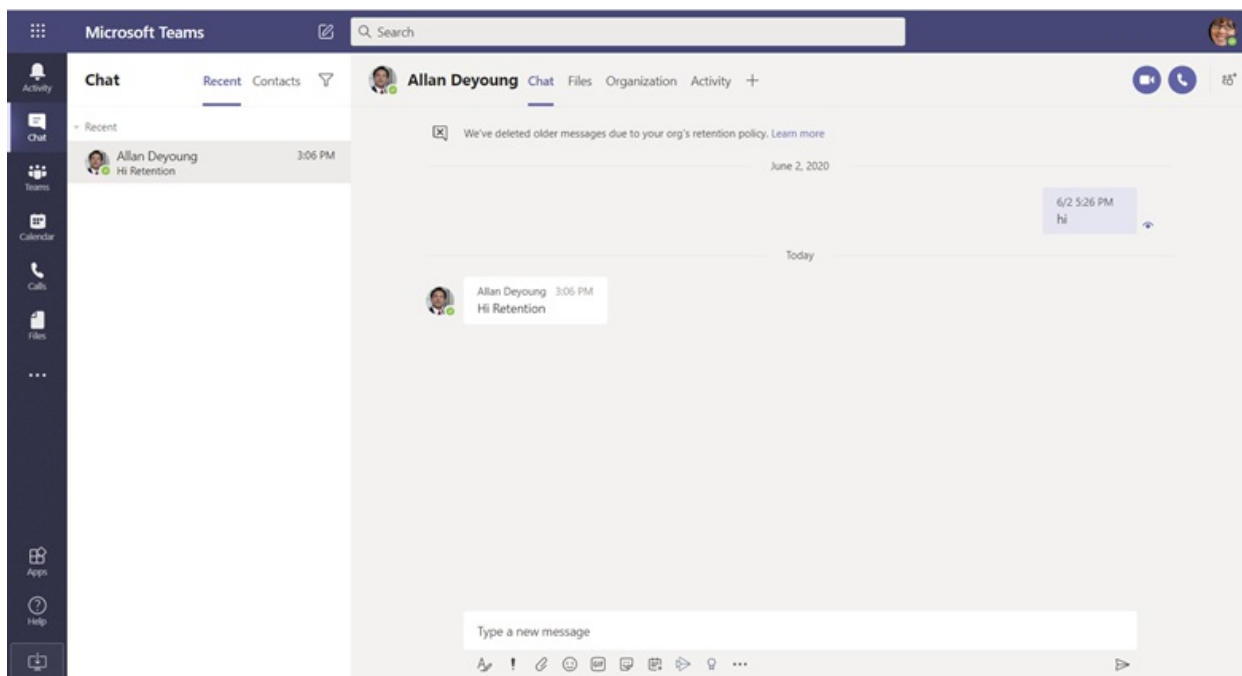 Microsoft Teams
Search
Activity
Chat
Teams
Calendar
Calls
Files
Apps
Help
Chat
Recent
Contacts
Recent
Allan Deyoung
3:06 PM
Hi Retention
Allan Deyoung
Chat
Files
Organization
Activity
We've deleted older messages due to your org's retention policy. Learn more
June 2, 2020
6/2 5:26 PM
hi
Today
Allan Deyoung 3:06 PM
Hi Retention
Type a new message
GIF